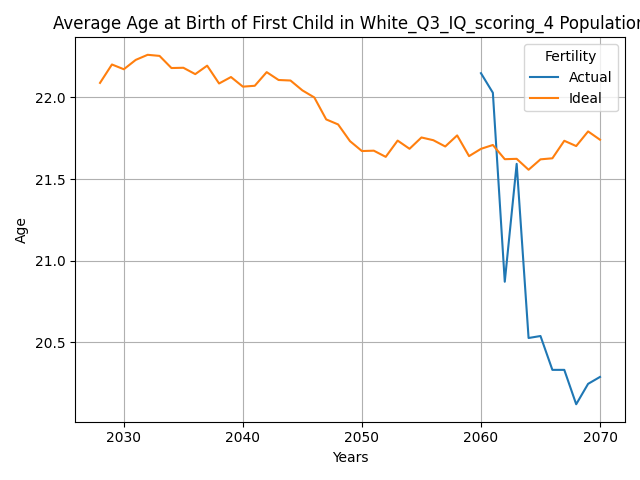 Average Age at Birth of First Child in White_Q3_IQ_scoring_4 Population
Fertility
Actual
Ideal
22.0
21.5
21.0
20.5
Age
2030
2040
2050
2060
2070
Years